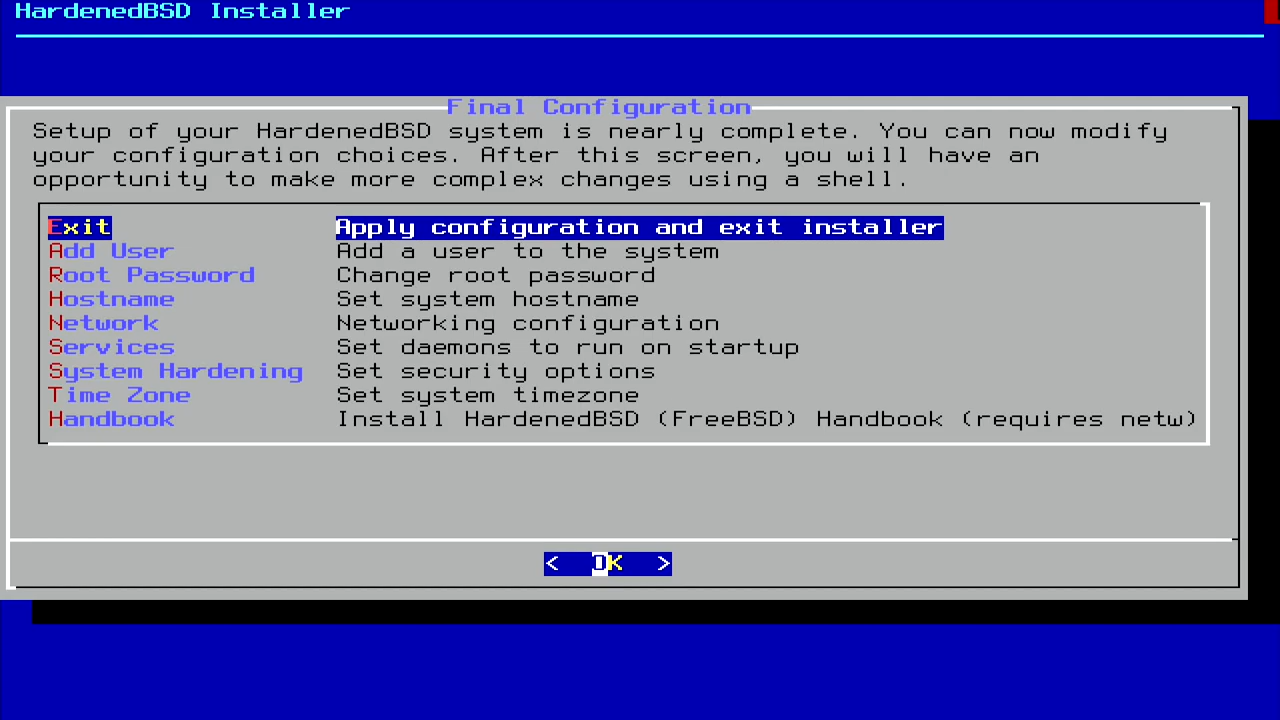 HardenedBSD Installer
Final Configuration
Setup of your HardenedBSD system is nearly complete. You can now modify
your configuration choices. After this screen, you will have an
opportunity to make more complex changes using a shell.
Exit Apply configuration and exit installer
Add User Add a user to the system
Root Password Change root password
Hostname Set system hostname
Network Networking configuration
Services Set daemons to run on startup
System Hardening Set security options
Time Zone Set system timezone
Handbook Install HardenedBSD (FreeBSD) Handbook (requires netw)
< OK >